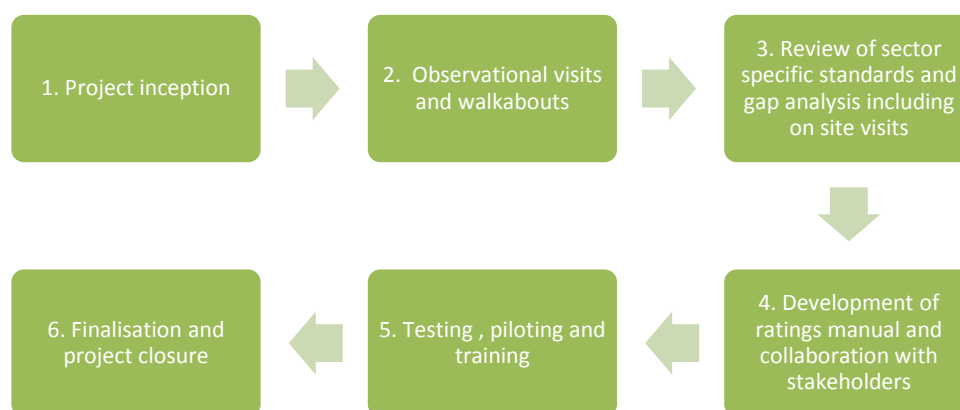 1. Project inception
2. Observational visits
and walkabouts
3. Review of sector
specific standards and
gap analysis including
on site visits
4. Development of
ratings manual and
collaboration with
stakeholders
5. Testing , piloting and
training
6. Finalisation and
project closure